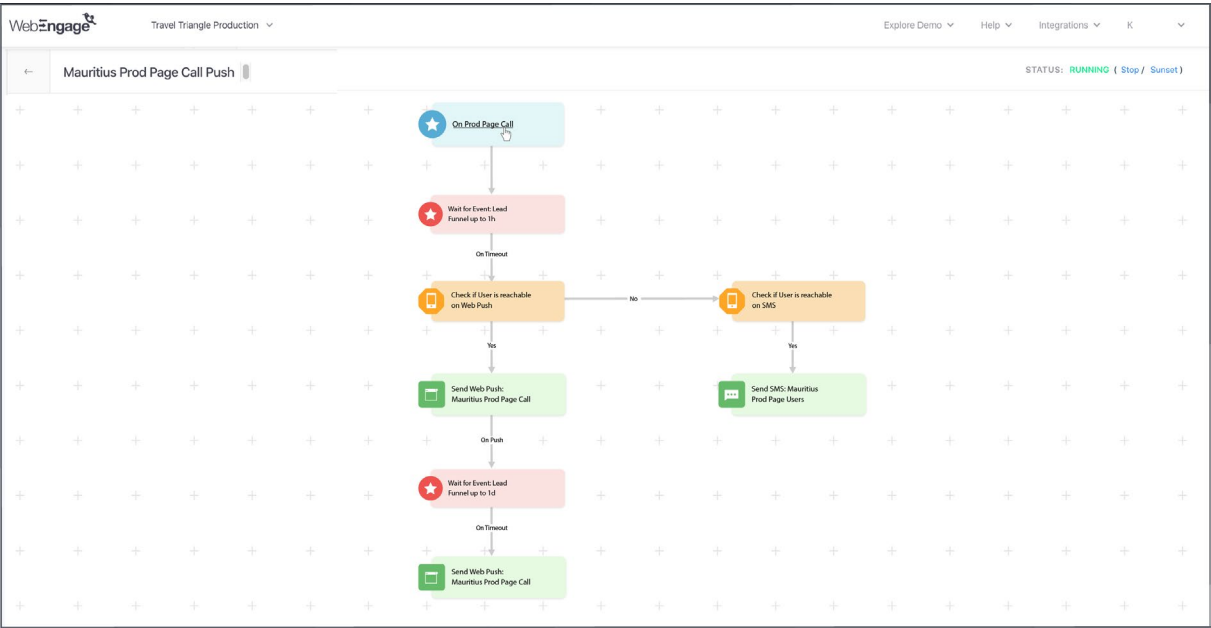 WebEngage
Travel Triangle Production
Explore Demo
Help
Integrations
K
Mauritius Prod Page Call Push
STATUS: RUNNING ( Stop / Sunset )
On Prod Page Call
Wait for Event: Lead
Funnel up to 1h
On Timeout
Check if User is reachable
on Web Push
No
Check if User is reachable
on SMS
Yes
Yes
Send Web Push:
Mauritius Prod Page Call
Send SMS: Mauritius
Prod Page Users
On Push
Wait for Event: Lead
Funnel up to 1d
On Timeout
Send Web Push:
Mauritius Prod Page Call